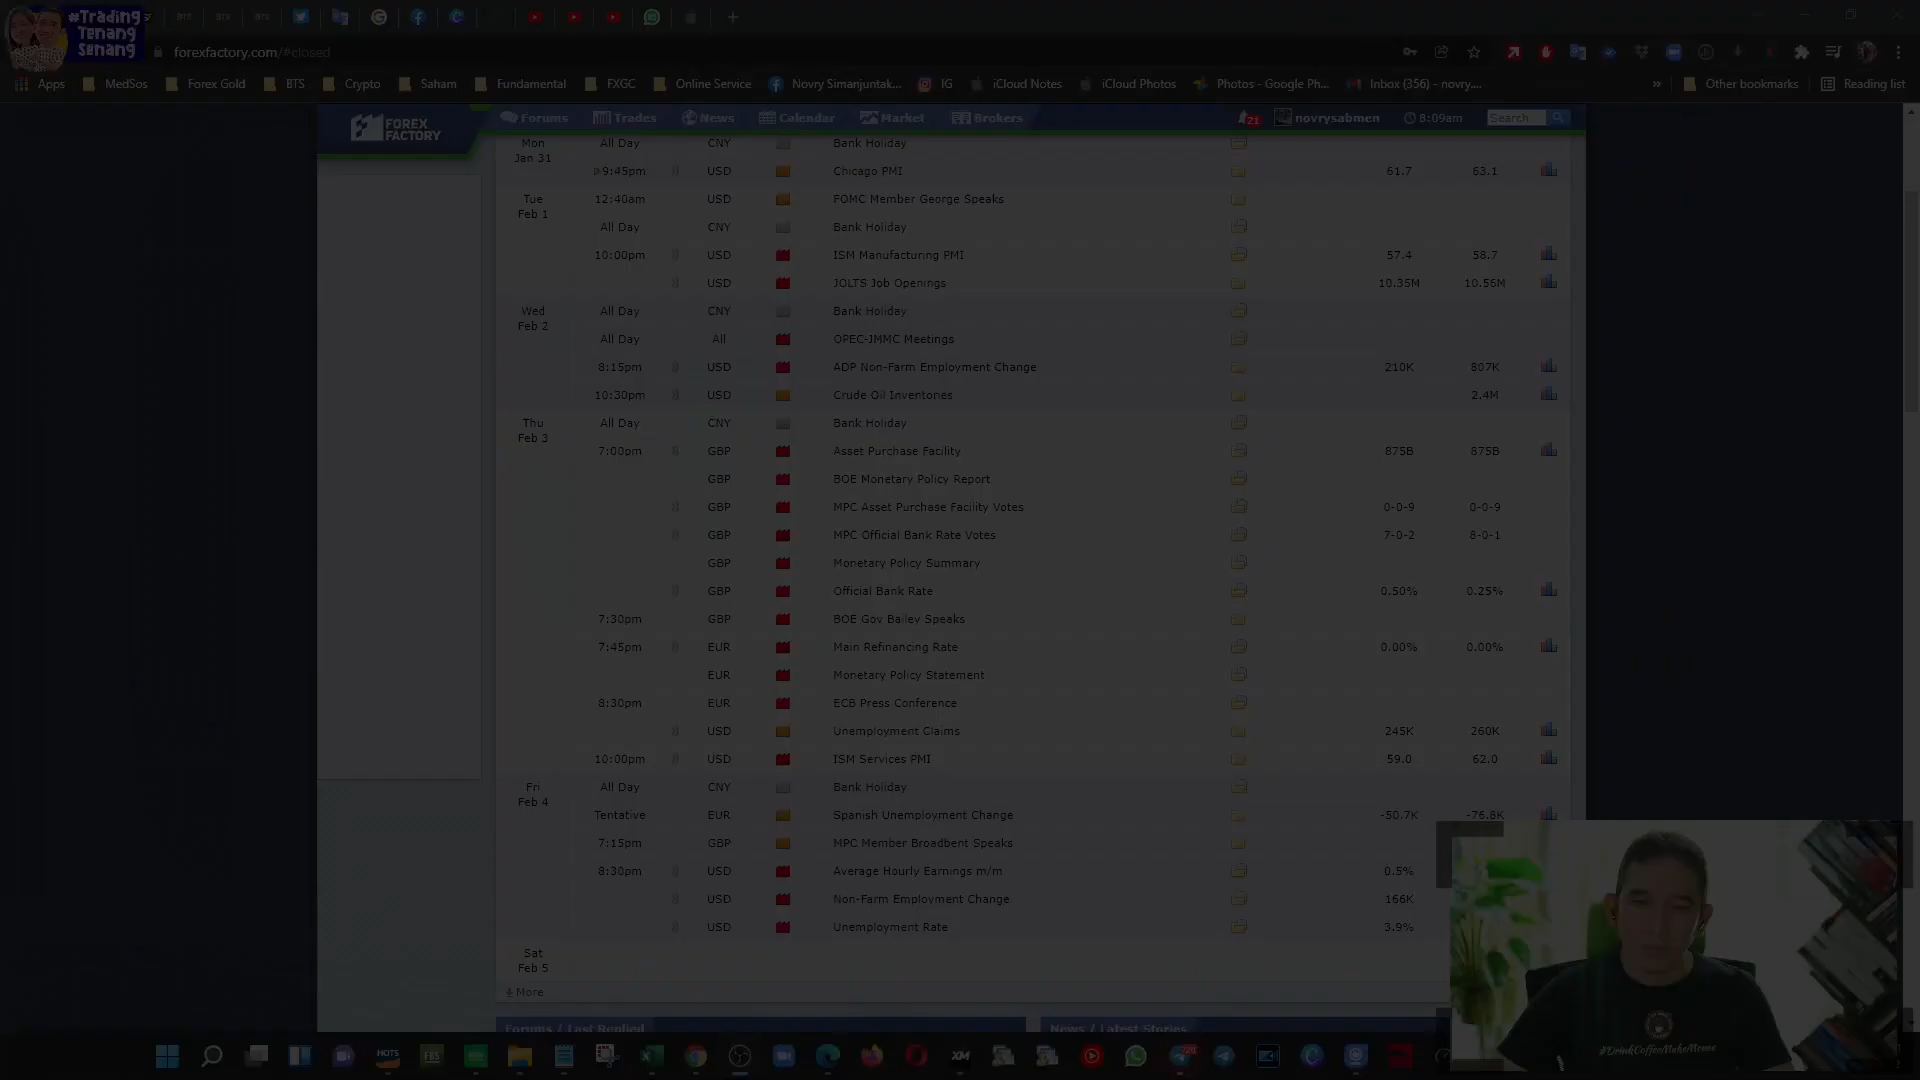 #Trading
Tenang
Senang
forexfactory.com/#closed
Apps MedSos Forex Gold BTS Crypto Saham Fundamental FXGC Online Service Novry Simanjuntak... IG iCloud Notes iCloud Photos Photos - Google Ph... Inbox (356) - novry.... » Other bookmarks Reading list
FOREX FACTORY Forums Trades News Calendar Market Brokers 21 novrysabmen 8:09am Search
Mon Jan 31 All Day CNY Bank Holiday
9:45pm USD Chicago PMI 61.7 63.1
Tue Feb 1 12:40am USD FOMC Member George Speaks
All Day CNY Bank Holiday
10:00pm USD ISM Manufacturing PMI 57.4 58.7
USD JOLTS Job Openings 10.35M 10.56M
Wed Feb 2 All Day CNY Bank Holiday
All Day All OPEC-JMMC Meetings
8:15pm USD ADP Non-Farm Employment Change 210K 807K
10:30pm USD Crude Oil Inventories 2.4M
Thu Feb 3 All Day CNY Bank Holiday
7:00pm GBP Asset Purchase Facility 875B 875B
GBP BOE Monetary Policy Report
GBP MPC Asset Purchase Facility Votes 0-0-9 0-0-9
GBP MPC Official Bank Rate Votes 7-0-2 8-0-1
GBP Monetary Policy Summary
GBP Official Bank Rate 0.50% 0.25%
7:30pm GBP BOE Gov Bailey Speaks
7:45pm EUR Main Refinancing Rate 0.00% 0.00%
EUR Monetary Policy Statement
8:30pm EUR ECB Press Conference
USD Unemployment Claims 245K 260K
10:00pm USD ISM Services PMI 59.0 62.0
Fri Feb 4 All Day CNY Bank Holiday
Tentative EUR Spanish Unemployment Change -50.7K -76.8K
7:15pm GBP MPC Member Broadbent Speaks
8:30pm USD Average Hourly Earnings m/m 0.5%
USD Non-Farm Employment Change 166K
USD Unemployment Rate 3.9%
Sat Feb 5
More
Forums / Last Replied News / Latest Stories
HOTS FBS XM
#DrinkCoffeeMakeMoney